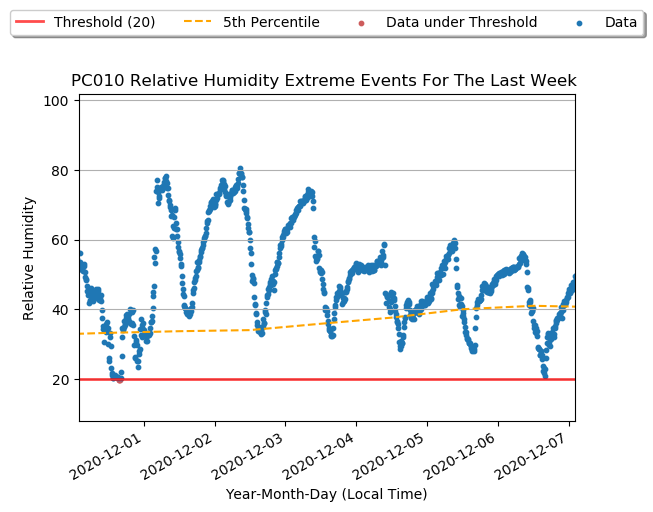 Threshold (20) 5th Percentile Data under Threshold Data
PC010 Relative Humidity Extreme Events For The Last Week
100
80
60
40
20
Relative Humidity
2020-12-01 2020-12-02 2020-12-03 2020-12-04 2020-12-05 2020-12-06 2020-12-07
Year-Month-Day (Local Time)